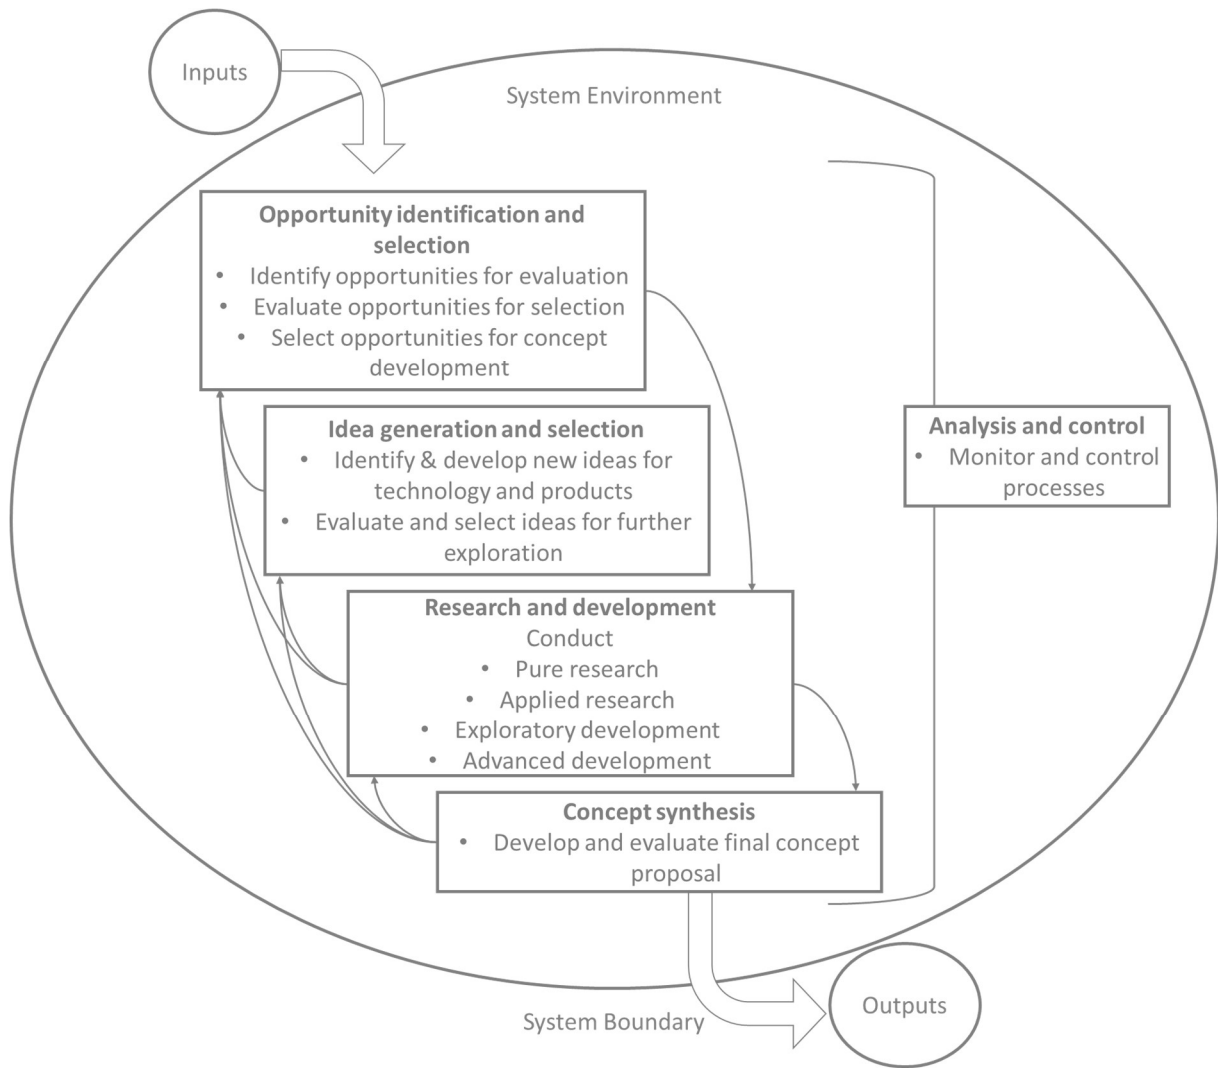 Inputs
System Environment
Opportunity identification and
selection
• Identify opportunities for evaluation
• Evaluate opportunities for selection
• Select opportunities for concept
development
Idea generation and selection
• Identify & develop new ideas for
technology and products
• Evaluate and select ideas for further
exploration
Analysis and control
• Monitor and control
processes
Research and development
Conduct
• Pure research
• Applied research
• Exploratory development
• Advanced development
Concept synthesis
• Develop and evaluate final concept
proposal
Outputs
System Boundary